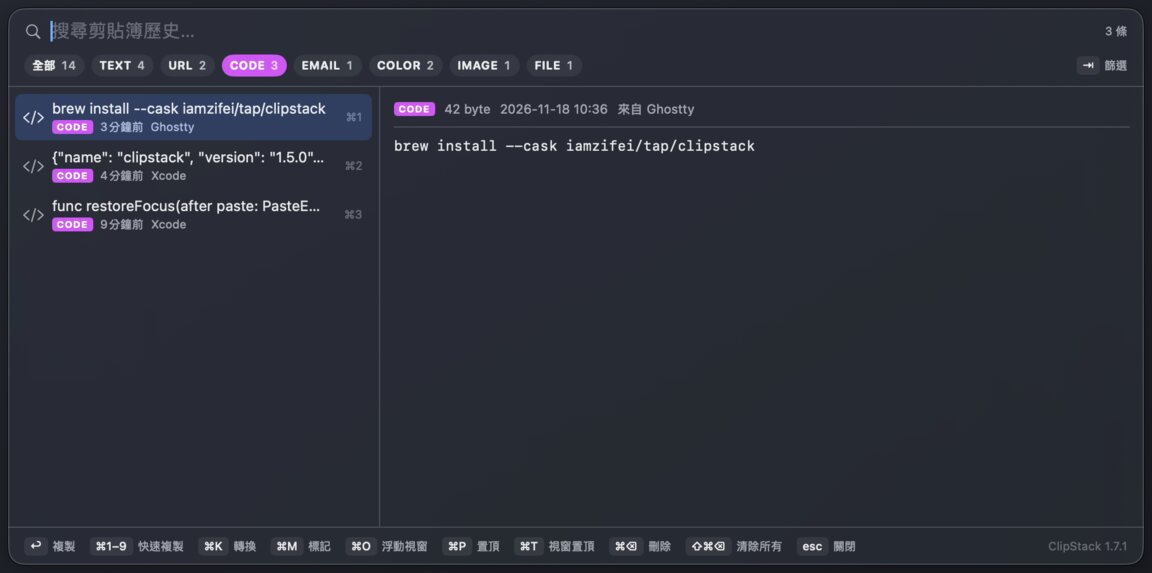 搜尋剪貼簿歷史...
3 條
全部 14 TEXT 4 URL 2 CODE 3 EMAIL 1 COLOR 2 IMAGE 1 FILE 1
⇥ 篩選
</> brew install --cask iamzifei/tap/clipstack ⌘1
CODE 3分鐘前 Ghostty
</> {"name": "clipstack", "version": "1.5.0"... ⌘2
CODE 4分鐘前 Xcode
</> func restoreFocus(after paste: PasteE... ⌘3
CODE 9分鐘前 Xcode
CODE 42 byte 2026-11-18 10:36 來自 Ghostty
brew install --cask iamzifei/tap/clipstack
↩ 複製 ⌘1–9 快速複製 ⌘K 轉換 ⌘M 標記 ⌘O 浮動視窗 ⌘P 置頂 ⌘T 視窗置頂 ⌘⌫ 刪除 ⇧⌘⌫ 清除所有 esc 關閉
ClipStack 1.7.1